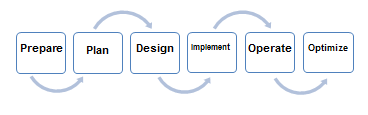 Prepare
Plan
Design
Implement
Operate
Optimize